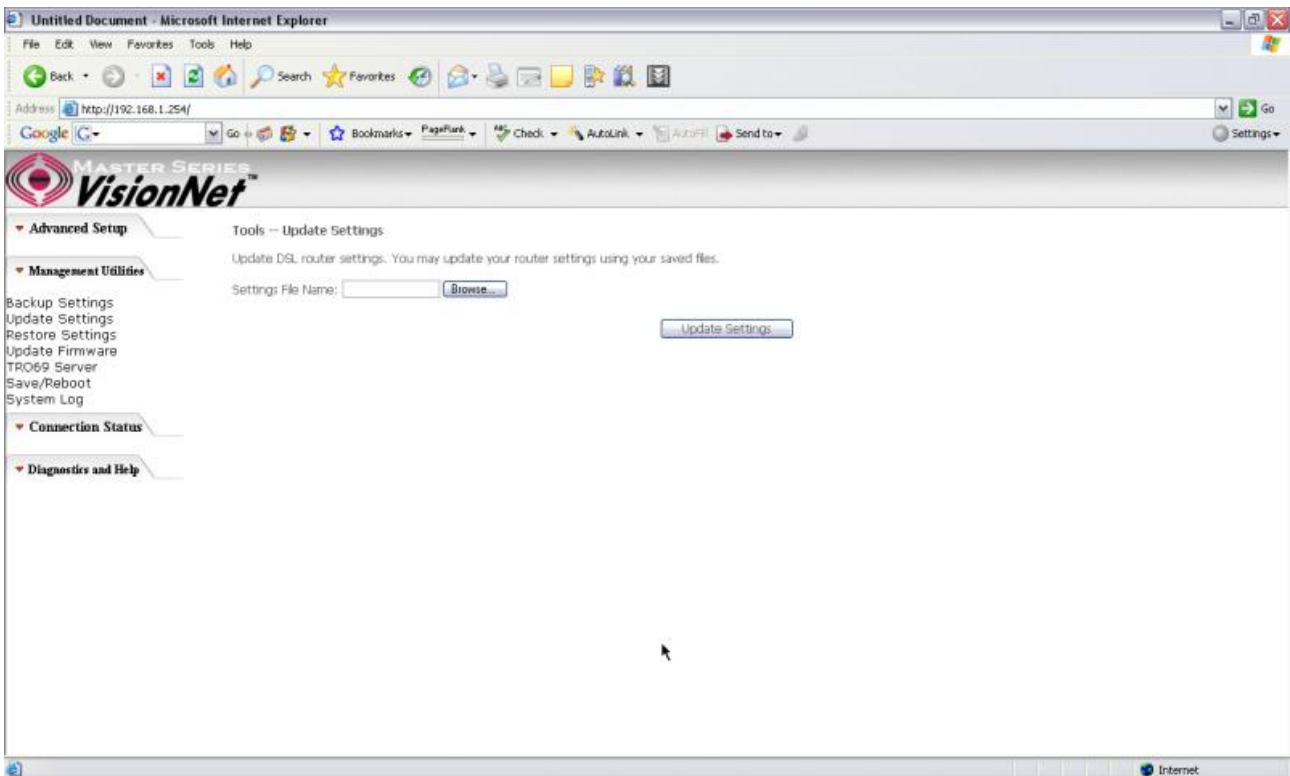 Untitled Document - Microsoft Internet Explorer
File Edit View Favorites Tools Help
Back Search Favorites
Address http://192.168.1.254/ Go
Google G Go Bookmarks PageRank Check AutoLink AutoFill Send to Settings
MASTER SERIES
VisionNet™
Advanced Setup
Management Utilities
Backup Settings
Update Settings
Restore Settings
Update Firmware
TRO69 Server
Save/Reboot
System Log
Connection Status
Diagnostics and Help
Tools -- Update Settings
Update DSL router settings. You may update your router settings using your saved files.
Settings File Name: Browse...
Update Settings
Internet